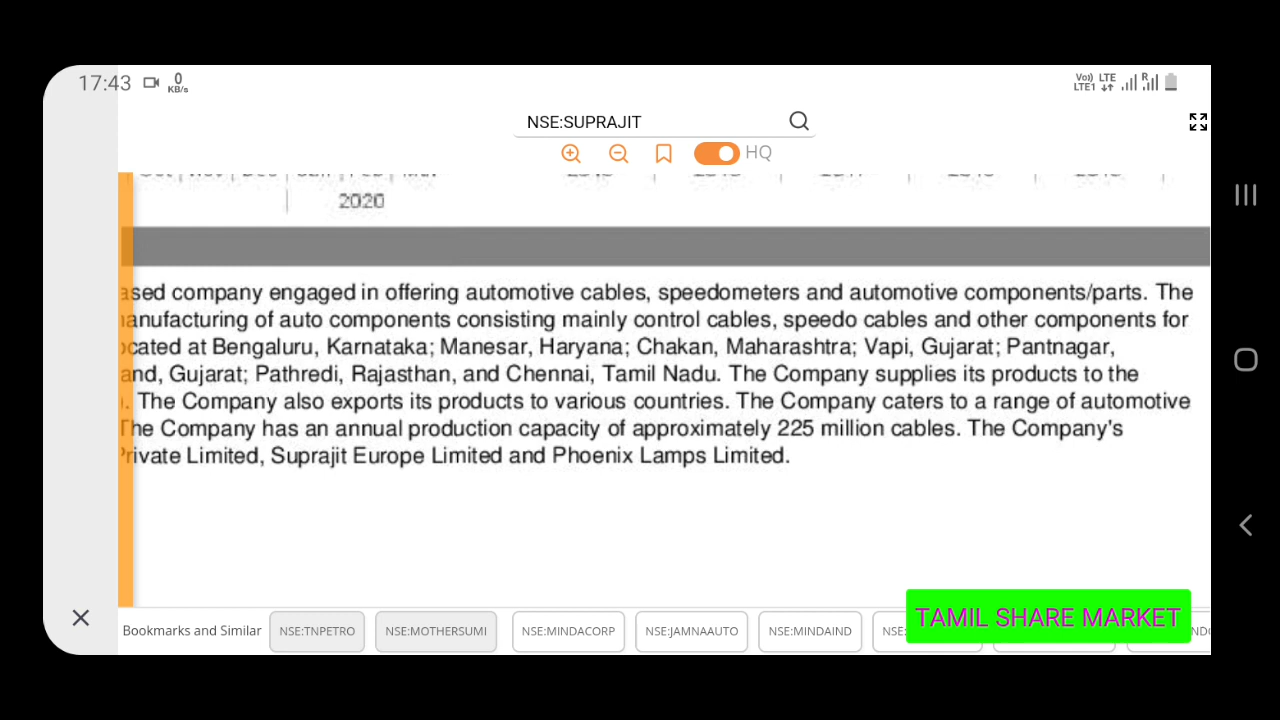 17:43 0 KB/s Vo)) LTE1 LTE R
NSE:SUPRAJIT
HQ
2020
ased company engaged in offering automotive cables, speedometers and automotive components/parts. The
anufacturing of auto components consisting mainly control cables, speedo cables and other components for
ocated at Bengaluru, Karnataka; Manesar, Haryana; Chakan, Maharashtra; Vapi, Gujarat; Pantnagar,
and, Gujarat; Pathredi, Rajasthan, and Chennai, Tamil Nadu. The Company supplies its products to the
. The Company also exports its products to various countries. The Company caters to a range of automotive
The Company has an annual production capacity of approximately 225 million cables. The Company's
Private Limited, Suprajit Europe Limited and Phoenix Lamps Limited.
Bookmarks and Similar NSE:TNPETRO NSE:MOTHERSUMI NSE:MINDACORP NSE:JAMNAAUTO NSE:MINDAIND NSE:
TAMIL SHARE MARKET